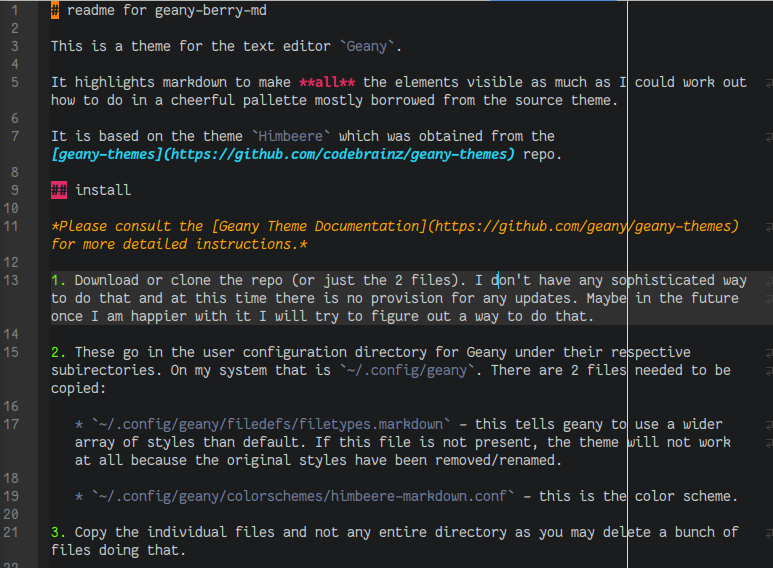 1 # readme for geany-berry-md
2
3 This is a theme for the text editor `Geany`.
4
5 It highlights markdown to make **all** the elements visible as much as I could work out
how to do in a cheerful pallette mostly borrowed from the source theme.
6
7 It is based on the theme `Himbeere` which was obtained from the
[geany-themes](https://github.com/codebrainz/geany-themes) repo.
8
9 ## install
10
11 *Please consult the [Geany Theme Documentation](https://github.com/geany/geany-themes)
for more detailed instructions.*
12
13 1. Download or clone the repo (or just the 2 files). I don't have any sophisticated way
to do that and at this time there is no provision for any updates. Maybe in the future
once I am happier with it I will try to figure out a way to do that.
14
15 2. These go in the user configuration directory for Geany under their respective
subirectories. On my system that is `~/.config/geany`. There are 2 files needed to be
copied:
16
17 * `~/.config/geany/filedefs/filetypes.markdown` – this tells geany to use a wider
array of styles than default. If this file is not present, the theme will not work
at all because the original styles have been removed/renamed.
18
19 * `~/.config/geany/colorschemes/himbeere-markdown.conf` – this is the color scheme.
20
21 3. Copy the individual files and not any entire directory as you may delete a bunch of
files doing that.
22